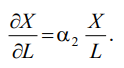 ∂X/∂L = α₂ X/L.